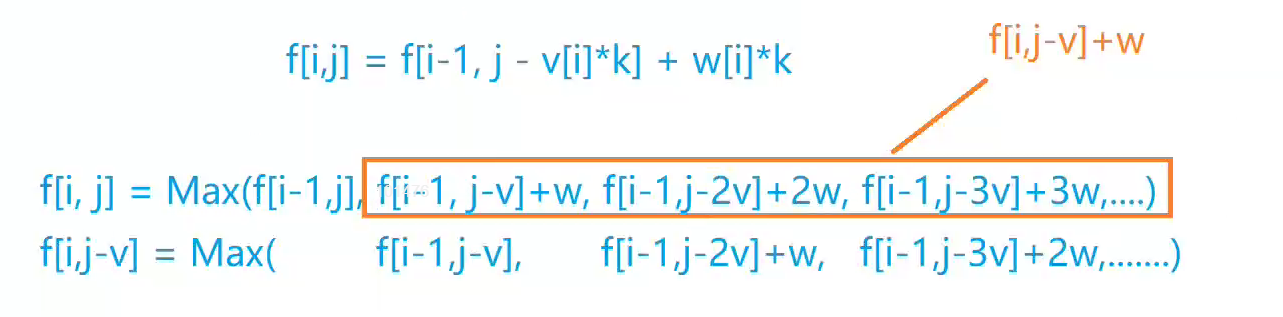 f[i,j-v]+w
f[i,j] = f[i-1, j - v[i]*k] + w[i]*k
f[i, j] = Max(f[i-1,j], f[i-1, j-v]+w, f[i-1,j-2v]+2w, f[i-1,j-3v]+3w,....)
f[i,j-v] = Max( f[i-1,j-v], f[i-1,j-2v]+w, f[i-1,j-3v]+2w,.......)